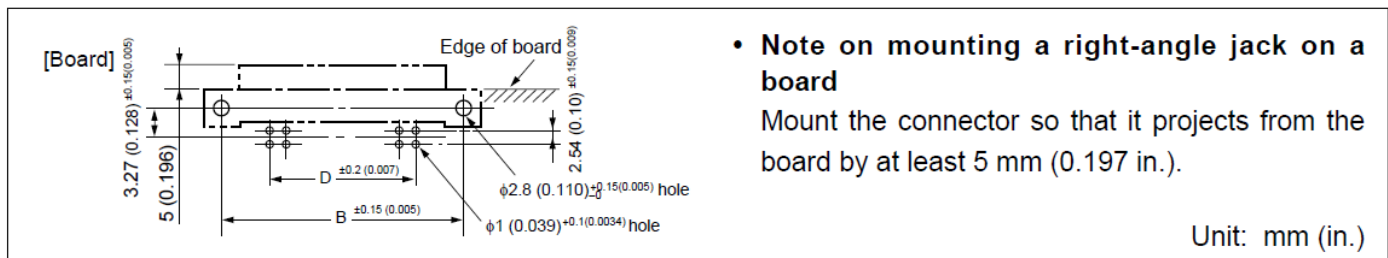 [Board]
Edge of board
3.27 (0.128) ±0.15(0.005)
5 (0.196)
2.54 (0.10) ±0.15(0.009)
D ±0.2 (0.007)
B ±0.15 (0.005)
ϕ2.8 (0.110)+0.15(0.005)−0 hole
ϕ1 (0.039)+0.1(0.0034) hole
• Note on mounting a right-angle jack on a
board
Mount the connector so that it projects from the
board by at least 5 mm (0.197 in.).
Unit: mm (in.)